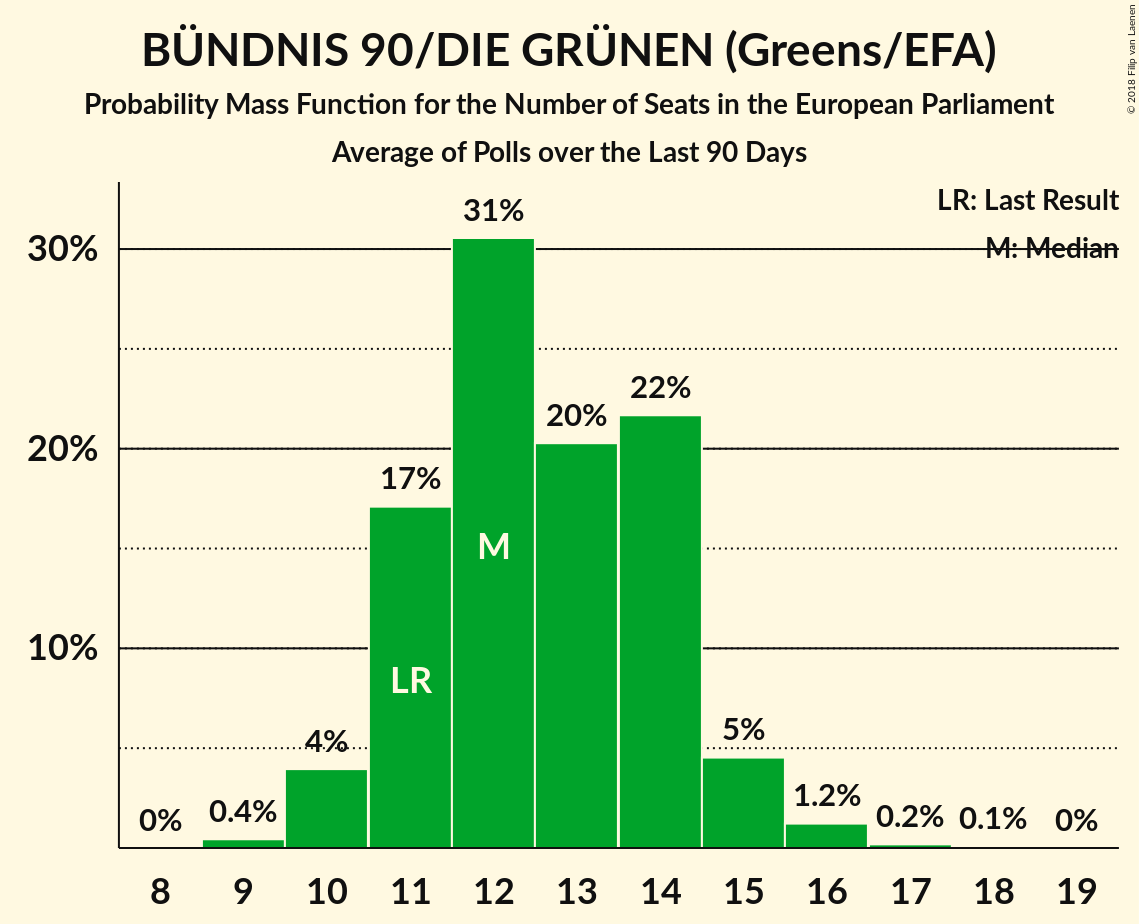 BÜNDNIS 90/DIE GRÜNEN (Greens/EFA)
Probability Mass Function for the Number of Seats in the European Parliament
Average of Polls over the Last 90 Days
© 2018 Filip van Laenen
LR: Last Result
M: Median
30%
20%
10%
0%
0.4%
4%
17%
31%
20%
22%
5%
1.2%
0.2%
0.1%
0%
LR
M
8 9 10 11 12 13 14 15 16 17 18 19